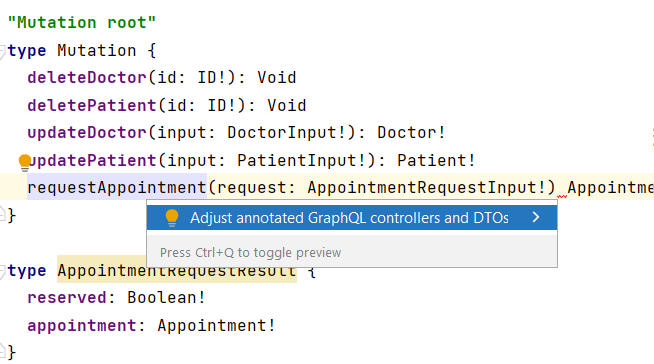 "Mutation root"
type Mutation {
deleteDoctor(id: ID!): Void
deletePatient(id: ID!): Void
updateDoctor(input: DoctorInput!): Doctor!
updatePatient(input: PatientInput!): Patient!
requestAppointment(request: AppointmentRequestInput!) Appointme
}
Adjust annotated GraphQL controllers and DTOs
Press Ctrl+Q to toggle preview
type AppointmentRequestResult {
reserved: Boolean!
appointment: Appointment!
}